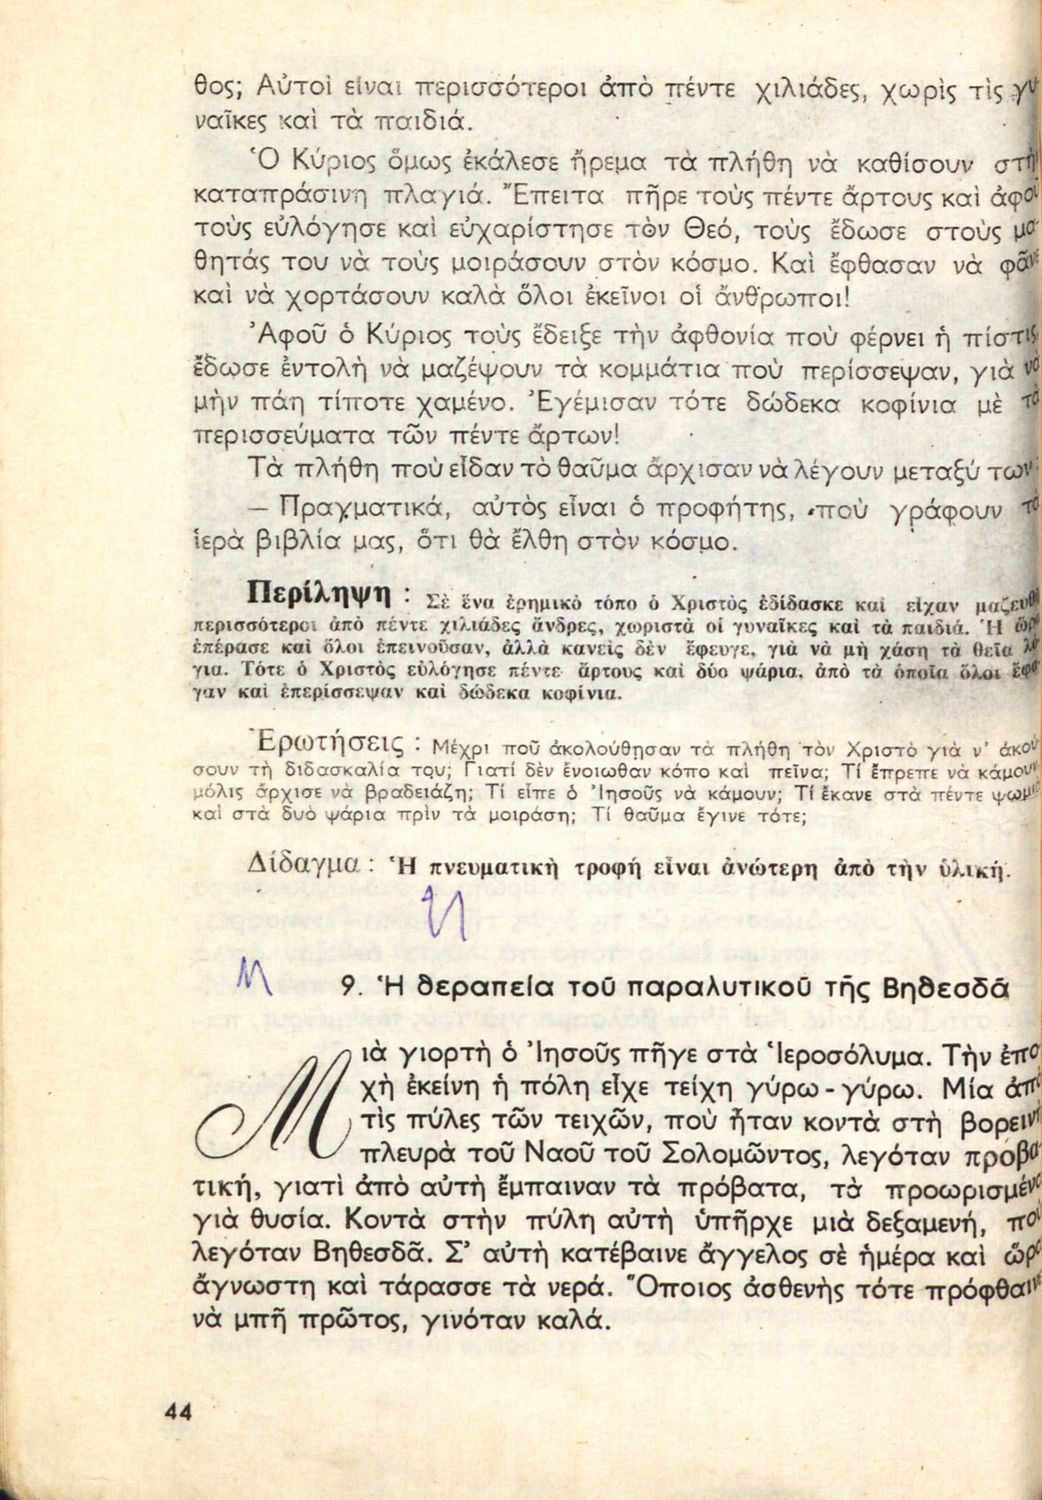 θος; Αὐτοὶ εἶναι περισσότεροι ἀπὸ πέντε χιλιάδες, χωρὶς τὶς γυ
ναῖκες καὶ τὰ παιδιά.
Ὁ Κύριος ὅμως ἐκάλεσε ἤρεμα τὰ πλήθη νὰ καθίσουν στὴ
καταπράσινη πλαγιά. Ἔπειτα πῆρε τοὺς πέντε ἄρτους καὶ ἀφοῦ
τοὺς εὐλόγησε καὶ εὐχαρίστησε τὸν Θεό, τοὺς ἔδωσε στοὺς μα-
θητάς του νὰ τοὺς μοιράσουν στὸν κόσμο. Καὶ ἔφθασαν νὰ φᾶνε
καὶ νὰ χορτάσουν καλὰ ὅλοι ἐκεῖνοι οἱ ἄνθρωποι!
Ἀφοῦ ὁ Κύριος τοὺς ἔδειξε τὴν ἀφθονία ποὺ φέρνει ἡ πίστις,
ἔδωσε ἐντολὴ νὰ μαζέψουν τὰ κομμάτια ποὺ περίσσεψαν, γιὰ νὰ
μὴν πάη τίποτε χαμένο. Ἐγέμισαν τότε δώδεκα κοφίνια μὲ τὰ
περισσεύματα τῶν πέντε ἄρτων!
Τὰ πλήθη ποὺ εἶδαν τὸ θαῦμα ἄρχισαν νὰ λέγουν μεταξύ των:
— Πραγματικά, αὐτὸς εἶναι ὁ προφήτης, ποὺ γράφουν τὰ
ἱερὰ βιβλία μας, ὅτι θὰ ἔλθη στὸν κόσμο.
Περίληψη : Σὲ ἕνα ἐρημικὸ τόπο ὁ Χριστὸς ἐδίδασκε καὶ εἶχαν μαζευθῆ
περισσότεροι ἀπὸ πέντε χιλιάδες ἄνδρες, χωριστὰ οἱ γυναῖκες καὶ τὰ παιδιά. Ἡ ὥρα
ἐπέρασε καὶ ὅλοι ἐπεινοῦσαν, ἀλλὰ κανεὶς δὲν ἔφευγε, γιὰ νὰ μὴ χάση τὰ θεῖα λό-
για. Τότε ὁ Χριστὸς εὐλόγησε πέντε ἄρτους καὶ δύο ψάρια, ἀπὸ τὰ ὁποῖα ὅλοι ἔφα-
γαν καὶ ἐπερίσσεψαν καὶ δώδεκα κοφίνια.
Ἐρωτήσεις : Μέχρι ποῦ ἀκολούθησαν τὰ πλήθη τὸν Χριστὸ γιὰ ν' ἀκού-
σουν τὴ διδασκαλία του; Γιατί δὲν ἔνοιωθαν κόπο καὶ πεῖνα; Τί ἔπρεπε νὰ κάμουν
μόλις ἄρχισε νὰ βραδειάζη; Τί εἶπε ὁ Ἰησοῦς νὰ κάμουν; Τί ἔκανε στὰ πέντε ψωμιὰ
καὶ στὰ δυὸ ψάρια πρὶν τὰ μοιράση; Τί θαῦμα ἔγινε τότε;
Δίδαγμα : Ἡ πνευματικὴ τροφή εἶναι ἀνώτερη ἀπὸ τὴν ὑλική.
9. Ἡ θεραπεία τοῦ παραλυτικοῦ τῆς Βηθεσδᾶ
Μιὰ γιορτὴ ὁ Ἰησοῦς πῆγε στὰ Ἱεροσόλυμα. Τὴν ἐπο-
χὴ ἐκείνη ἡ πόλη εἶχε τείχη γύρω - γύρω. Μία ἀπὸ
τὶς πύλες τῶν τειχῶν, ποὺ ἦταν κοντὰ στὴ βορεινὴ
πλευρὰ τοῦ Ναοῦ τοῦ Σολομῶντος, λεγόταν προβα-
τική, γιατὶ ἀπὸ αὐτὴ ἔμπαιναν τὰ πρόβατα, τὰ προωρισμένα
γιὰ θυσία. Κοντὰ στὴν πύλη αὐτὴ ὑπῆρχε μιὰ δεξαμενή, ποὺ
λεγόταν Βηθεσδᾶ. Σ' αὐτὴ κατέβαινε ἄγγελος σὲ ἡμέρα καὶ ὥρα
ἄγνωστη καὶ τάρασσε τὰ νερά. Ὅποιος ἀσθενὴς τότε πρόφθαινε
νὰ μπῆ πρῶτος, γινόταν καλά.
44